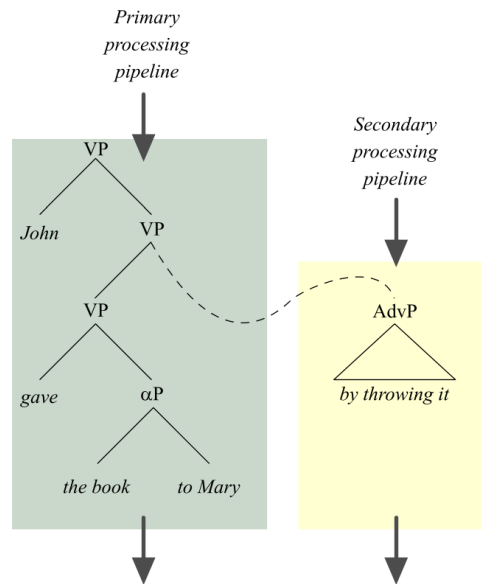 Primary
processing
pipeline
VP
John
VP
VP
gave
αP
the book
to Mary
Secondary
processing
pipeline
AdvP
by throwing it